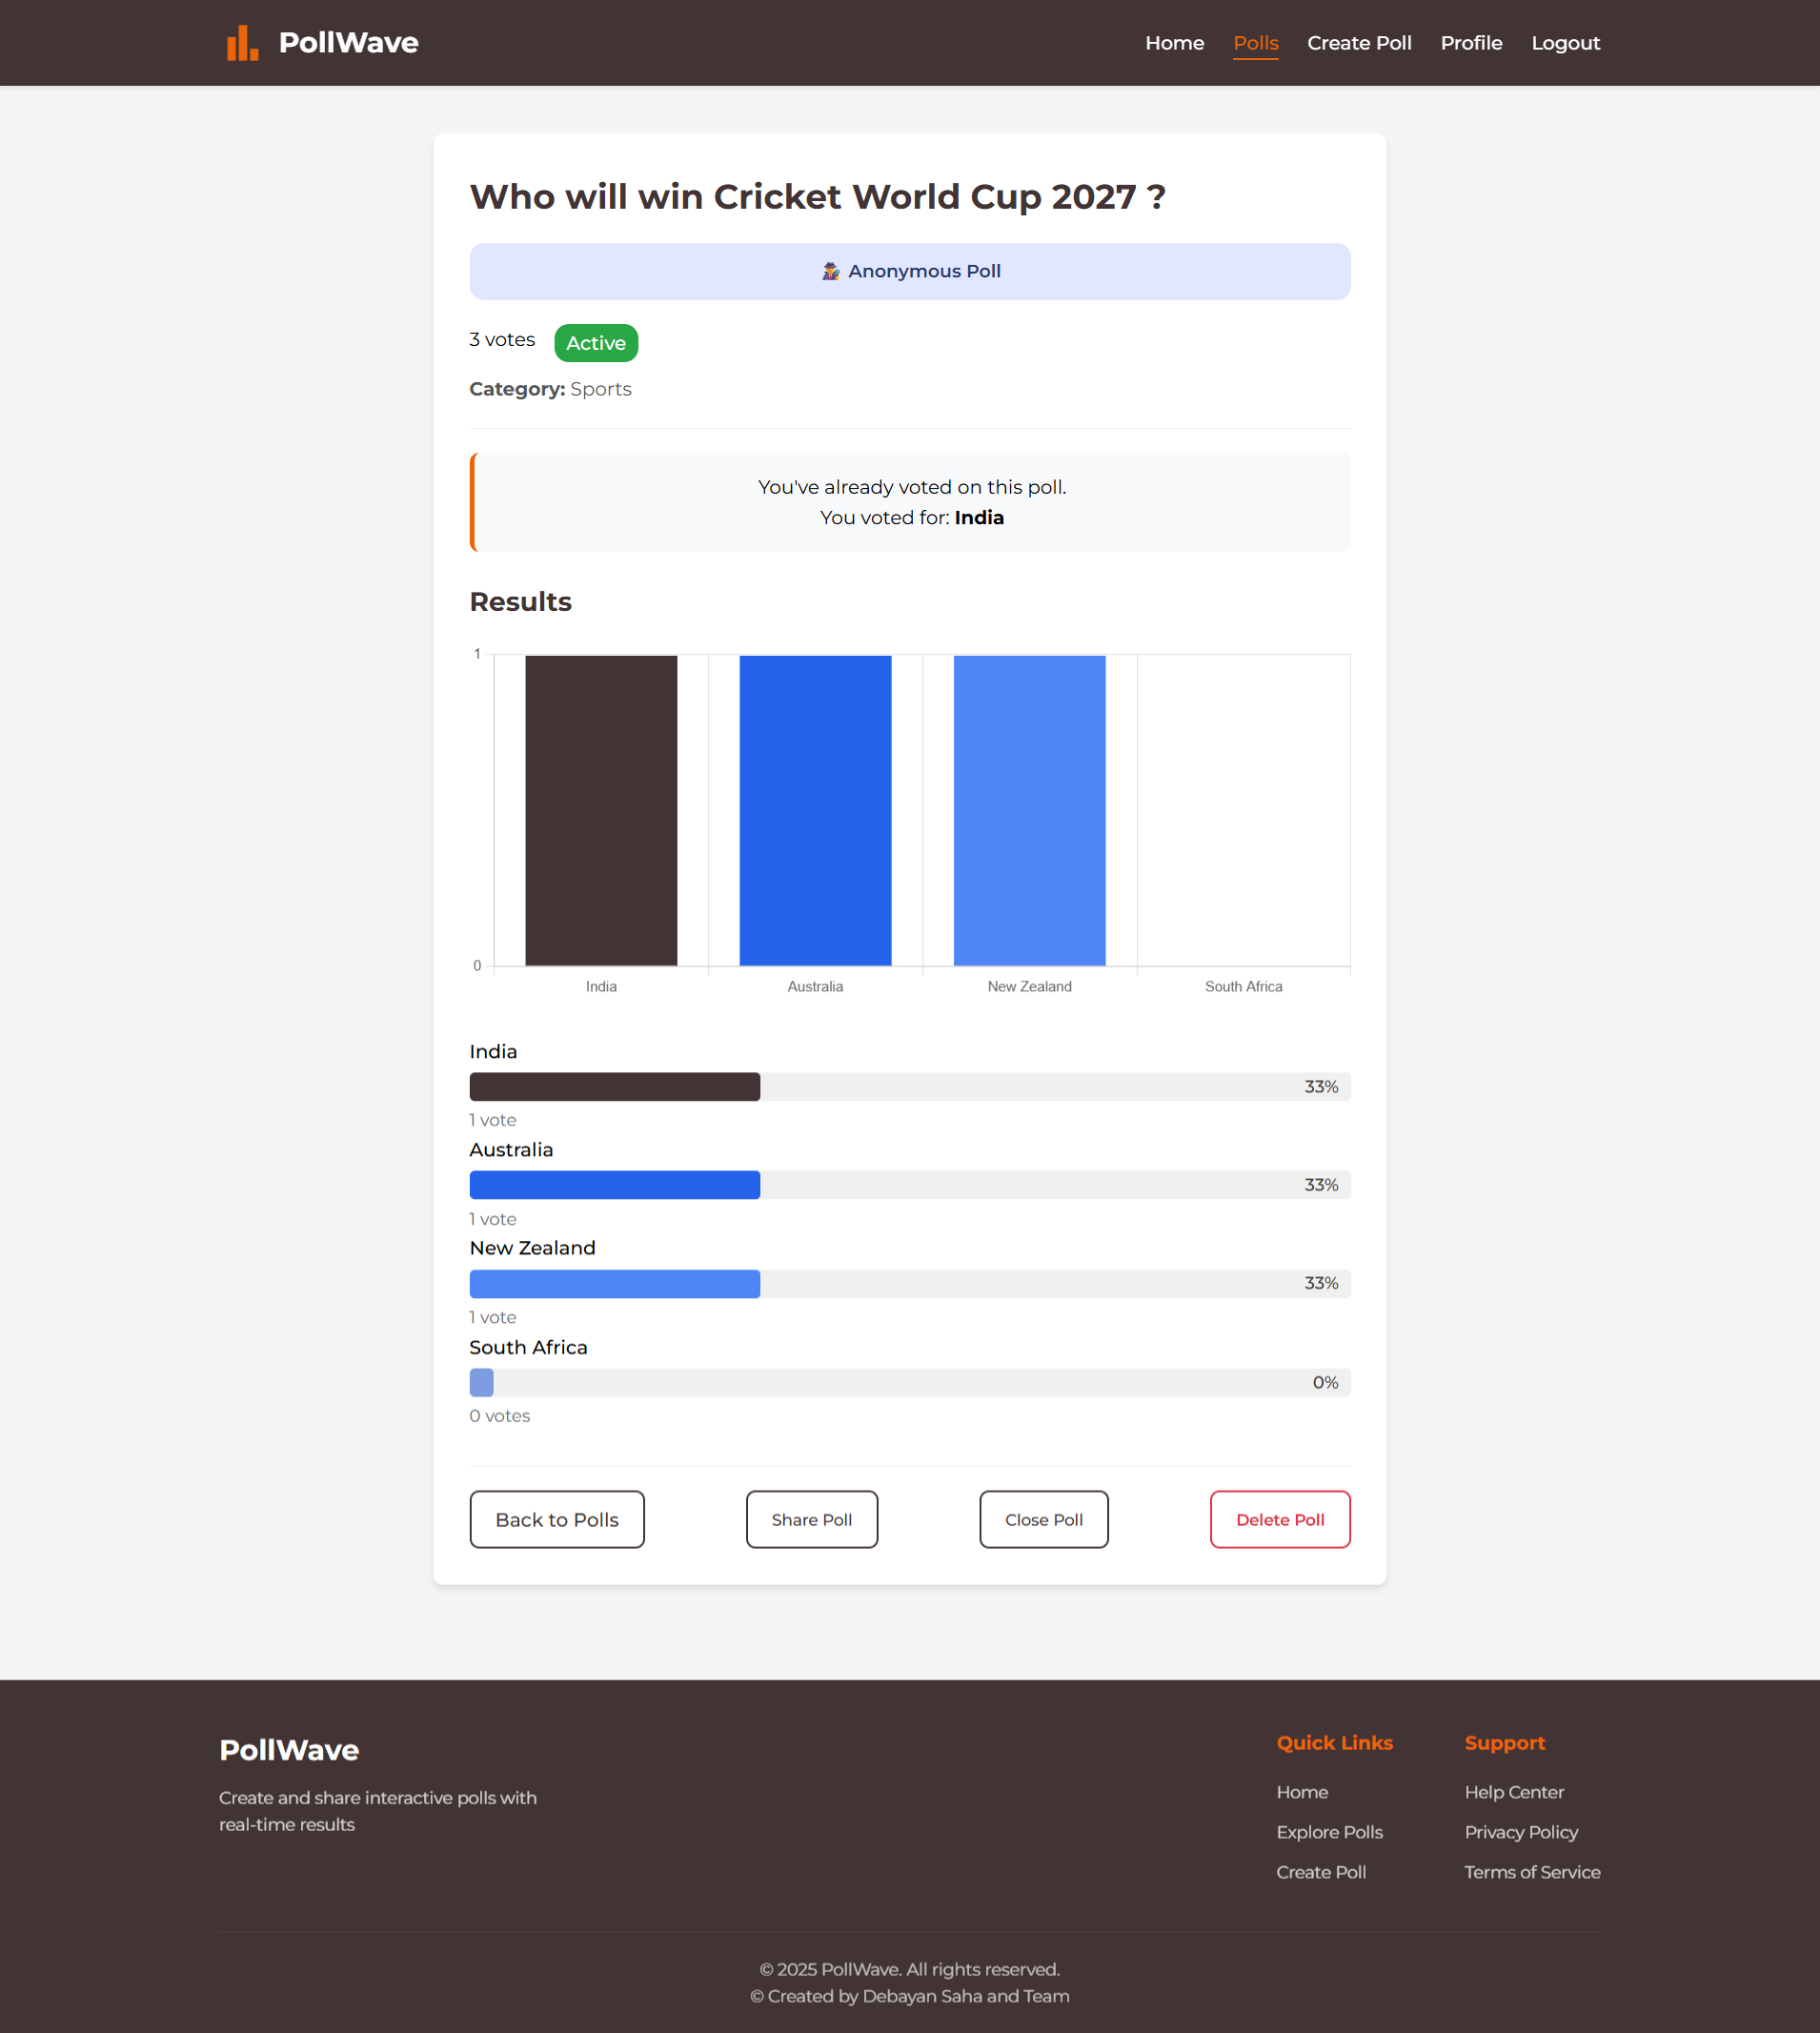 PollWave
Home Polls Create Poll Profile Logout
Who will win Cricket World Cup 2027 ?
Anonymous Poll
3 votes Active
Category: Sports
You've already voted on this poll.
You voted for: India
Results
1
0
India Australia New Zealand South Africa
India
33%
1 vote
Australia
33%
1 vote
New Zealand
33%
1 vote
South Africa
0%
0 votes
Back to Polls Share Poll Close Poll Delete Poll
PollWave
Create and share interactive polls with
real-time results
Quick Links
Home
Explore Polls
Create Poll
Support
Help Center
Privacy Policy
Terms of Service
© 2025 PollWave. All rights reserved.
© Created by Debayan Saha and Team